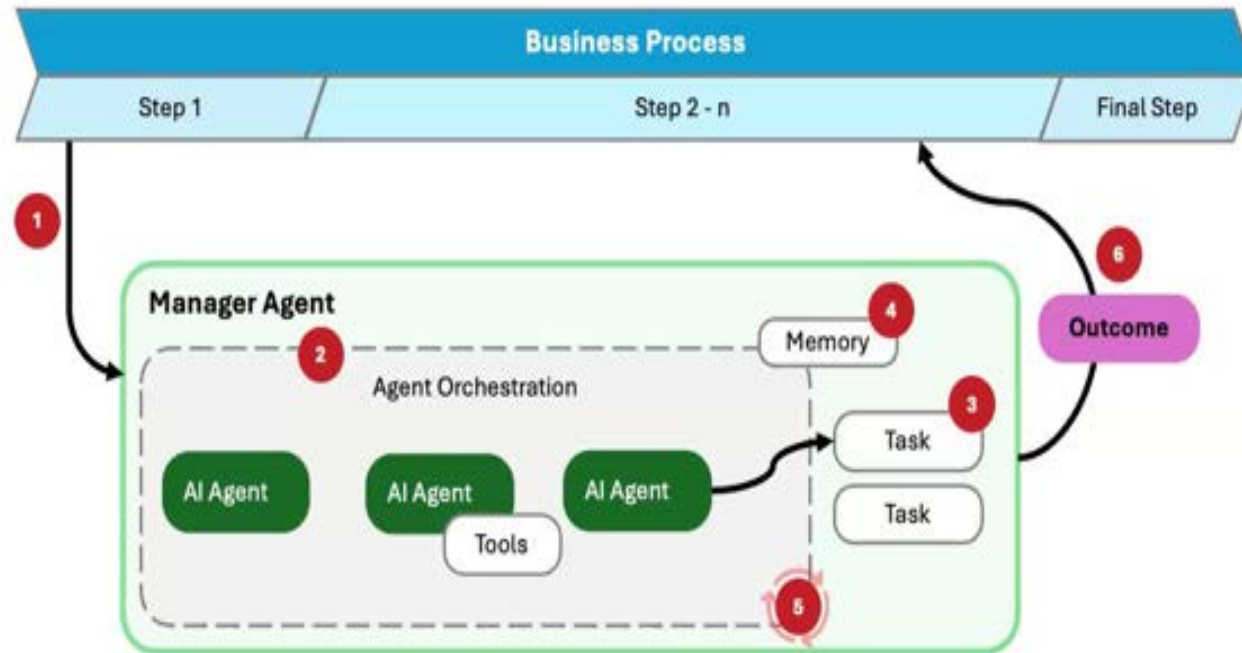 Business Process
Step 1
Step 2 - n
Final Step
1
6
Manager Agent
4
2
Memory
Outcome
Agent Orchestration
3
Task
AI Agent
AI Agent
AI Agent
Task
Tools
5